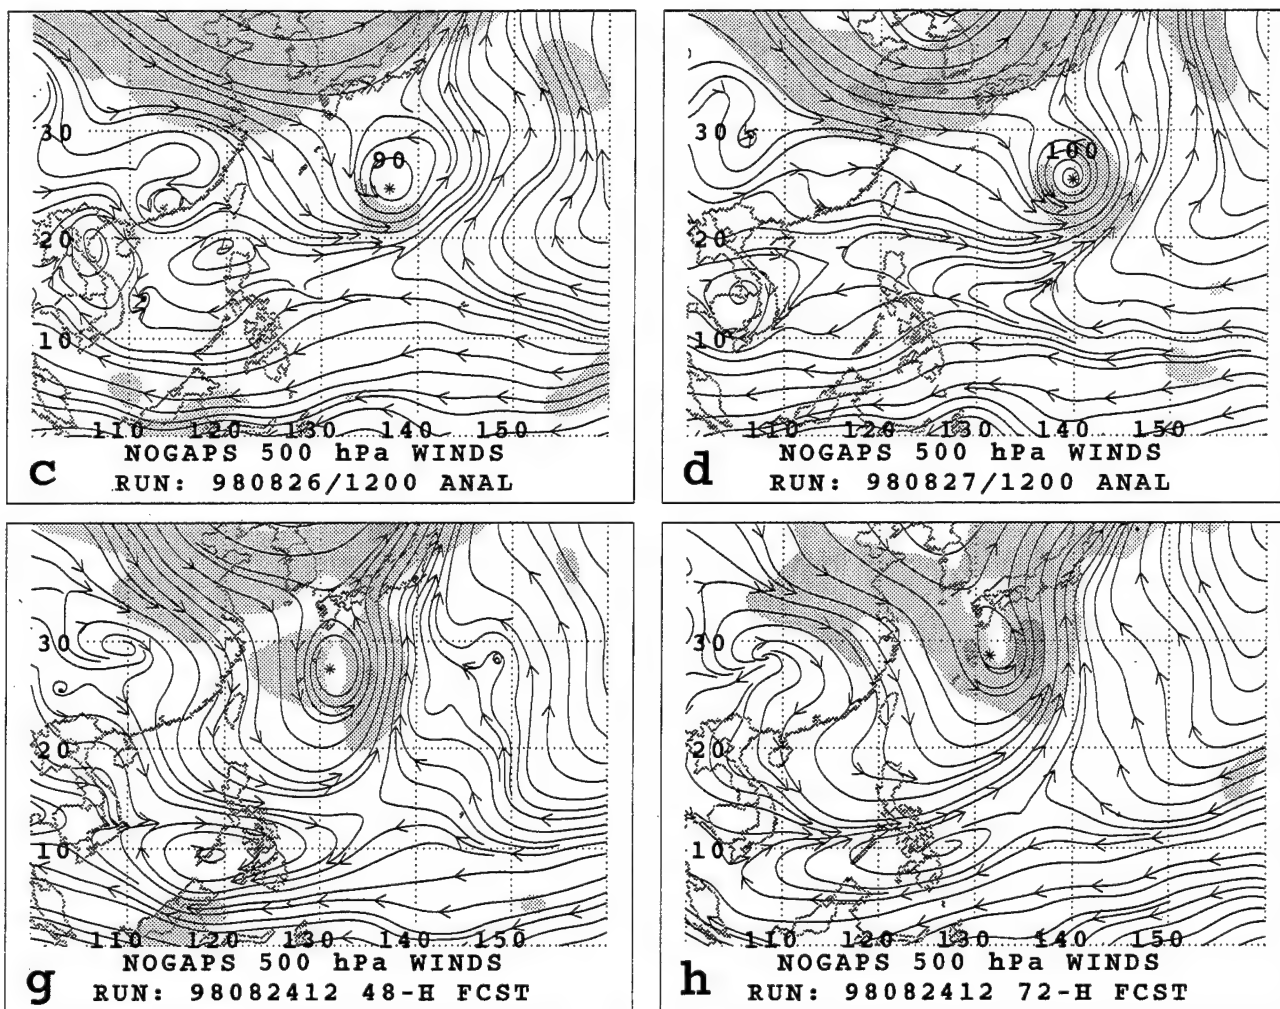 30
90
20
10
110 120 130 140 150
NOGAPS 500 hPa WINDS
c
RUN: 980826/1200 ANAL
30
100
20
10
110 120 130 140 150
NOGAPS 500 hPa WINDS
d
RUN: 980827/1200 ANAL
30
20
10
110 120 130 140 150
NOGAPS 500 hPa WINDS
g
RUN: 98082412 48-H FCST
30
20
10
110 120 130 140 150
NOGAPS 500 hPa WINDS
h
RUN: 98082412 72-H FCST